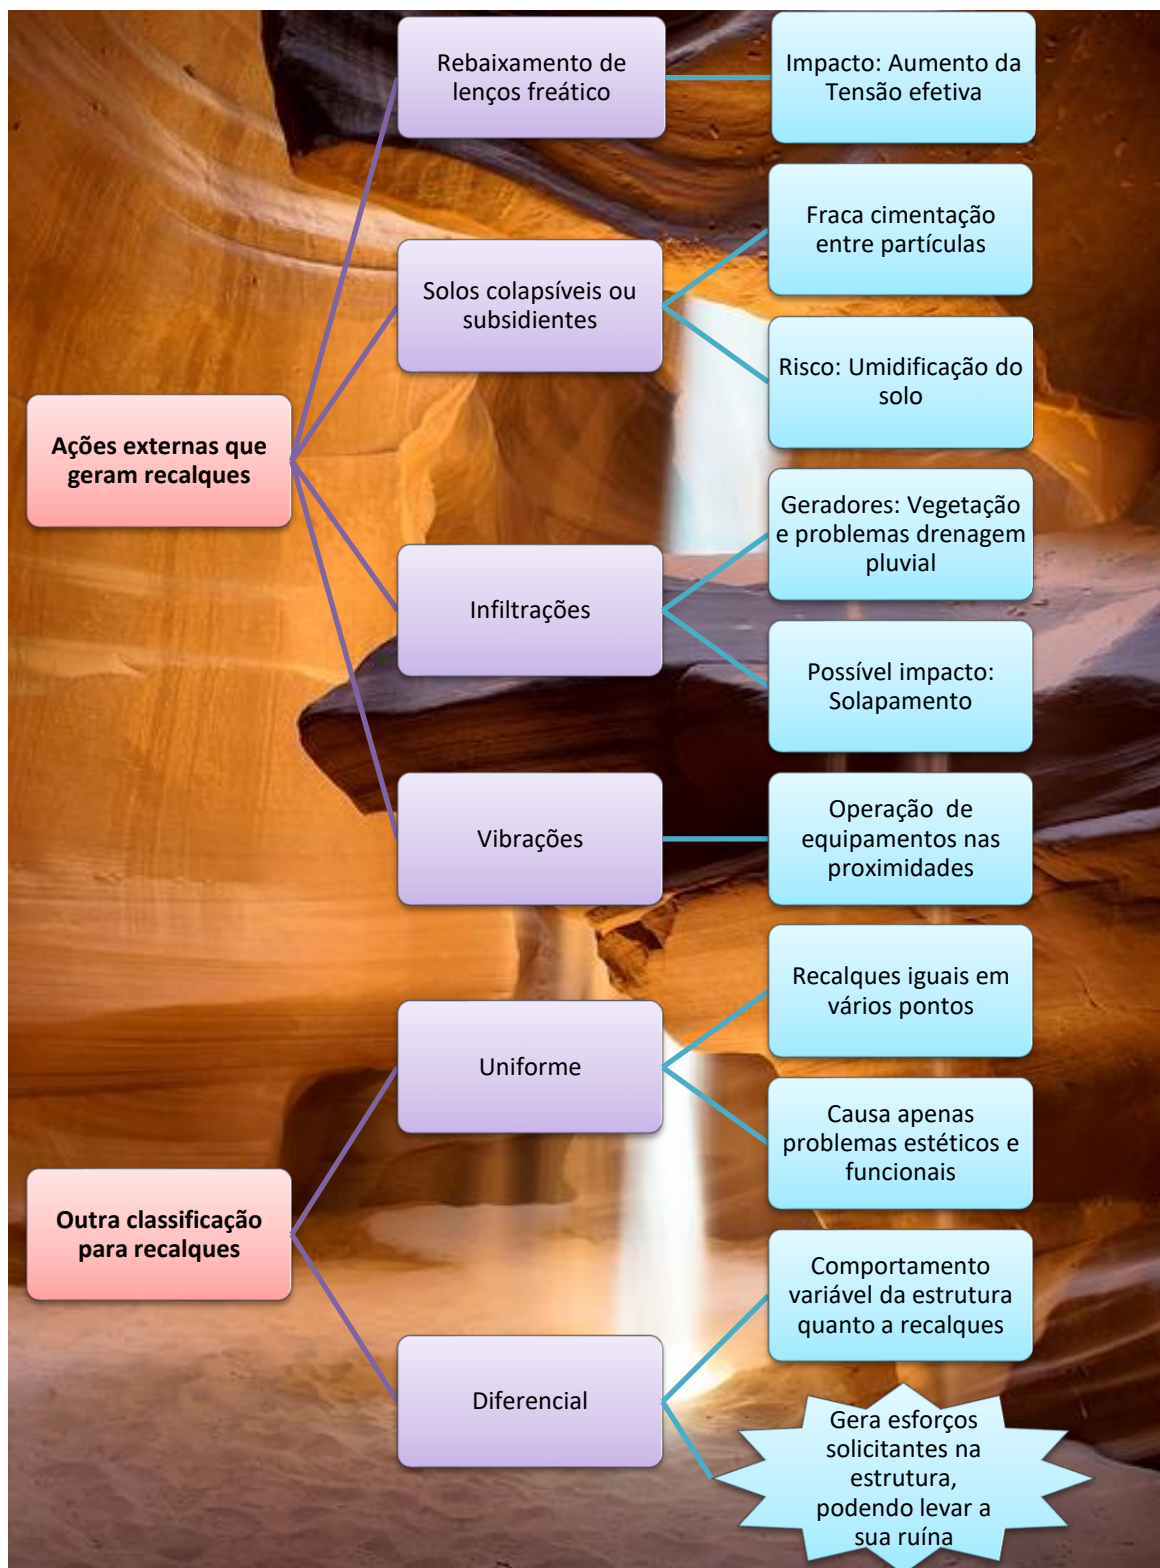 Rebaixamento de
lenços freático
Impacto: Aumento da
Tensão efetiva
Fraca cimentação
entre partículas
Solos colapsíveis ou
subsidientes
Risco: Umidificação do
solo
Ações externas que
geram recalques
Geradores: Vegetação
e problemas drenagem
pluvial
Infiltrações
Possível impacto:
Solapamento
Vibrações
Operação de
equipamentos nas
proximidades
Recalques iguais em
vários pontos
Uniforme
Causa apenas
problemas estéticos e
funcionais
Outra classificação
para recalques
Comportamento
variável da estrutura
quanto a recalques
Diferencial
Gera esforços
solicitantes na
estrutura,
podendo levar a
sua ruína